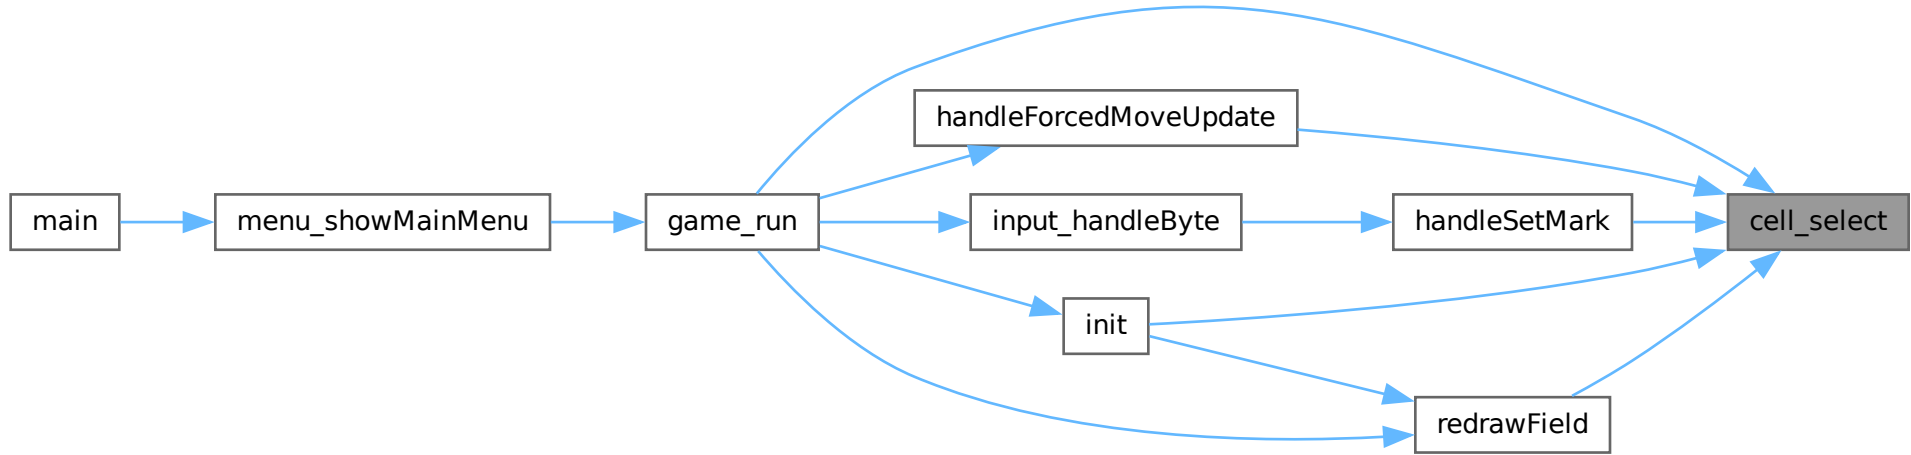 main
menu_showMainMenu
game_run
handleForcedMoveUpdate
input_handleByte
handleSetMark
cell_select
init
redrawField